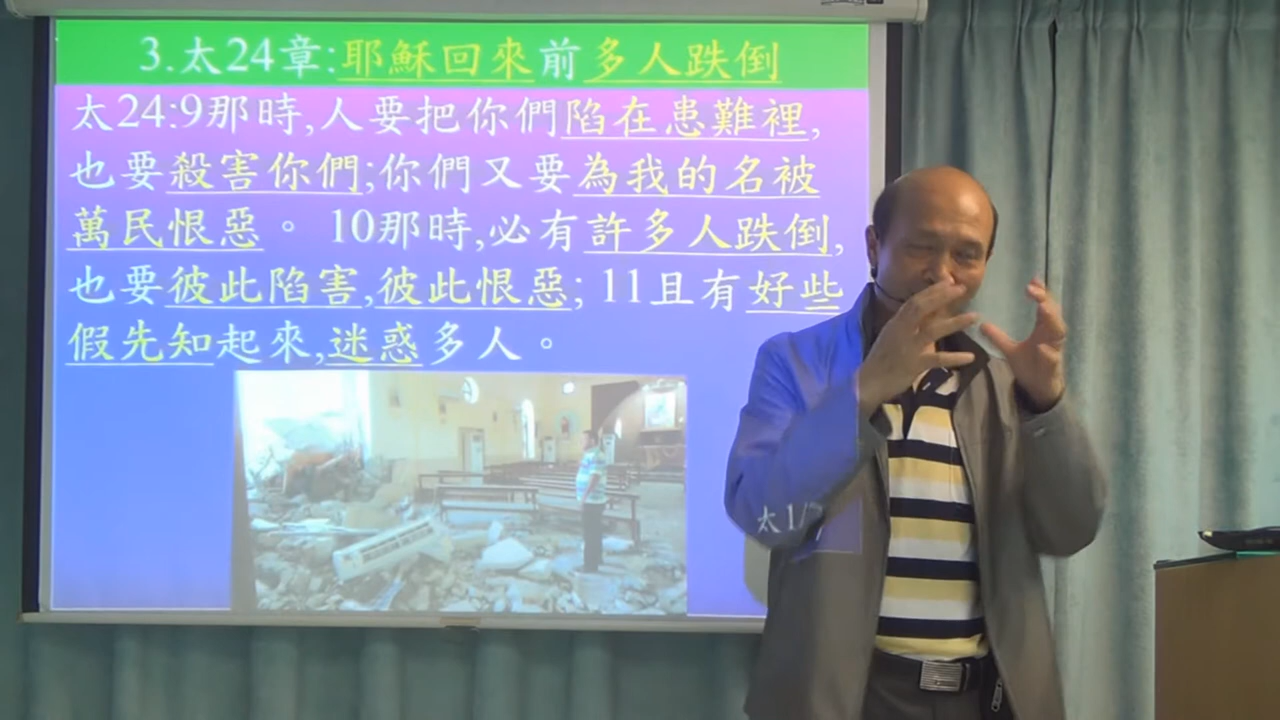 3.太24章:耶穌回來前多人跌倒
太24:9那時,人要把你們陷在患難裡,
也要殺害你們;你們又要為我的名被
萬民恨惡。 10那時,必有許多人跌倒,
也要彼此陷害,彼此恨惡; 11且有好些
假先知起來,迷惑多人。
太1/